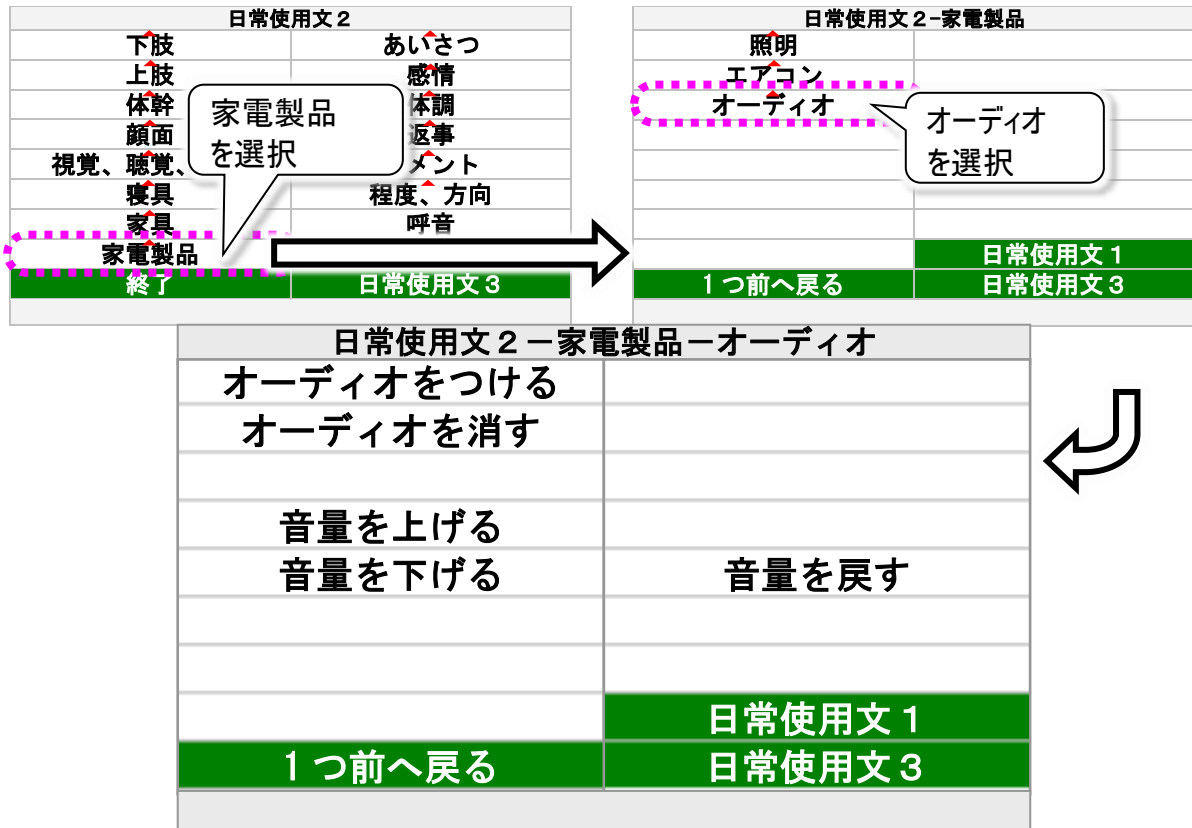 日常使用文２
下肢 あいさつ
上肢 感情
体幹 体調
顔面 返事
視覚、聴覚、 メント
寝具 程度、方向
家具 呼音
家電製品
終了 日常使用文３
家電製品
を選択
日常使用文２-家電製品
照明
エアコン
オーディオ
日常使用文１
１つ前へ戻る 日常使用文３
オーディオ
を選択
日常使用文２－家電製品－オーディオ
オーディオをつける
オーディオを消す
音量を上げる
音量を下げる 音量を戻す
日常使用文１
１つ前へ戻る 日常使用文３